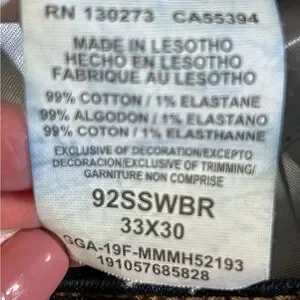 RN 130273 CA55394
MADE IN LESOTHO
HECHO EN LESOTHO
FABRIQUE AU LESOTHO
99% COTTON / 1% ELASTANE
99% ALGODON / 1% ELASTANO
99% COTON / 1% ELASTHANNE
EXCLUSIVE OF DECORATION/EXCEPTO
DECORACION/EXCLUSIVE OF TRIMMING/
GARNITURE NON COMPRISE
92SSWBR
33X30
GGA-19F-MMMH52193
191057685828